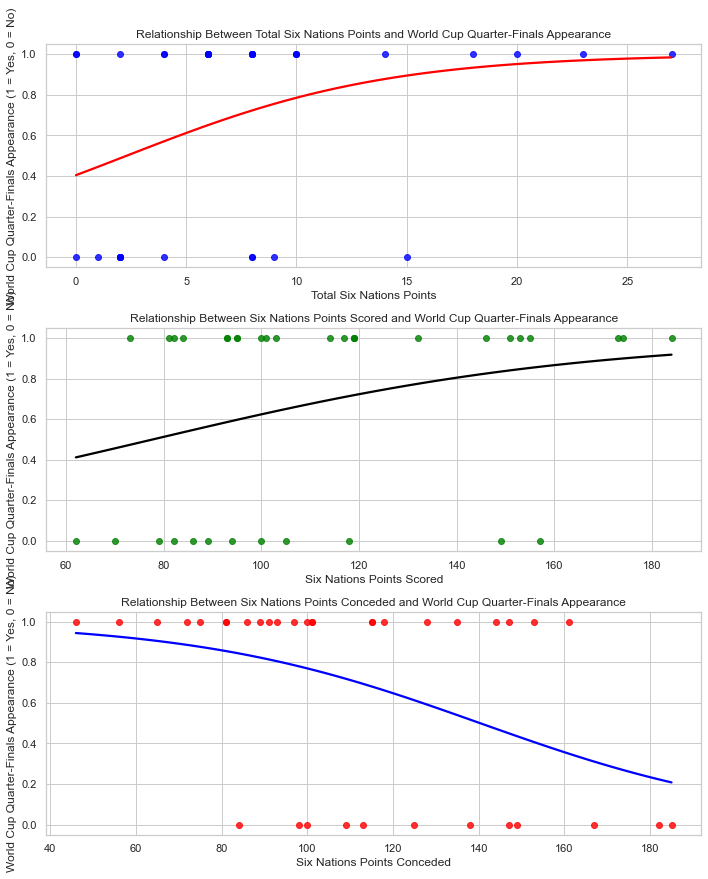 Relationship Between Total Six Nations Points and World Cup Quarter-Finals Appearance
World Cup Quarter-Finals Appearance (1 = Yes, 0 = No)
1.0
0.8
0.6
0.4
0.2
0.0
0 5 10 15 20 25
Total Six Nations Points
Relationship Between Six Nations Points Scored and World Cup Quarter-Finals Appearance
World Cup Quarter-Finals Appearance (1 = Yes, 0 = No)
1.0
0.8
0.6
0.4
0.2
0.0
60 80 100 120 140 160 180
Six Nations Points Scored
Relationship Between Six Nations Points Conceded and World Cup Quarter-Finals Appearance
World Cup Quarter-Finals Appearance (1 = Yes, 0 = No)
1.0
0.8
0.6
0.4
0.2
0.0
40 60 80 100 120 140 160 180
Six Nations Points Conceded